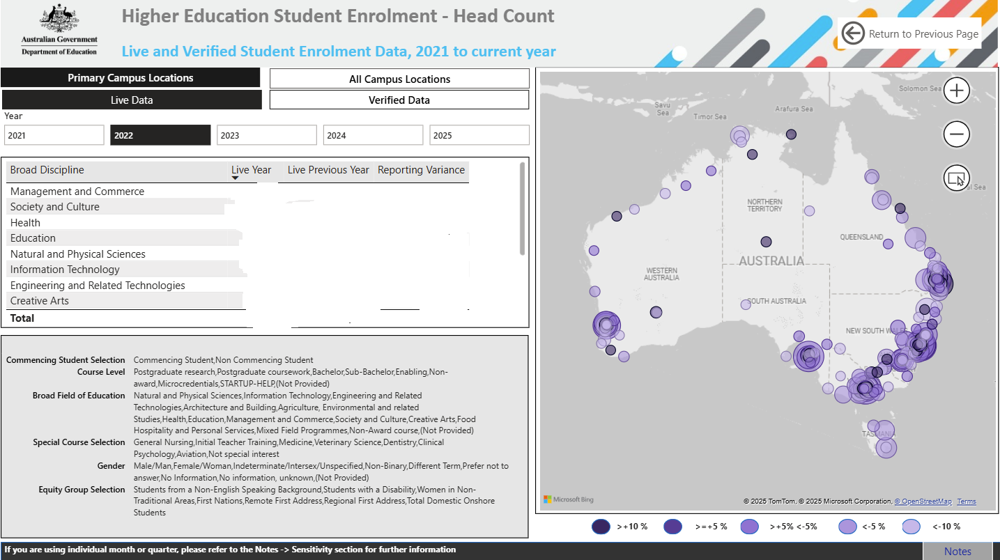 Australian Government
Department of Education
Higher Education Student Enrolment - Head Count
Live and Verified Student Enrolment Data, 2021 to current year
Return to Previous Page
Primary Campus Locations
All Campus Locations
Live Data
Verified Data
Year
2021
2022
2023
2024
2025
Broad Discipline Live Year Live Previous Year Reporting Variance
Management and Commerce
Society and Culture
Health
Education
Natural and Physical Sciences
Information Technology
Engineering and Related Technologies
Creative Arts
Total
Commencing Student Selection Commencing Student,Non Commencing Student
Course Level Postgraduate research,Postgraduate coursework,Bachelor,Sub-Bachelor,Enabling,Non-
award,Microcredentials,STARTUP-HELP,(Not Provided)
Broad Field of Education Natural and Physical Sciences,Information Technology,Engineering and Related
Technologies,Architecture and Building,Agriculture, Environmental and related
Studies,Health,Education,Management and Commerce,Society and Culture,Creative Arts,Food
Hospitality and Personal Services,Mixed Field Programmes,Non-Award course,(Not Provided)
Special Course Selection General Nursing,Initial Teacher Training,Medicine,Veterinary Science,Dentistry,Clinical
Psychology,Aviation,Not special interest
Gender Male/Man,Female/Woman,Indeterminate/Intersex/Unspecified,Non-Binary,Different Term,Prefer not to
answer,No Information,No information, unknown,(Not Provided)
Equity Group Selection Students from a Non-English Speaking Background,Students with a Disability,Women in Non-
Traditional Areas,First Nations,Remote First Address,Regional First Address,Total Domestic Onshore
Students
Solomon Sea
Savu
Sea
Timor Sea
Arafura Sea
Sea
NORTHERN
TERRITORY
QUEENSLAND
AUSTRALIA
WESTERN
AUSTRALIA
SOUTH AUSTRALIA
NEW SOUTH WALES
TASMANIA
Microsoft Bing
© 2025 TomTom, © 2025 Microsoft Corporation, © OpenStreetMap Terms
>+10 %
>=+5 %
>+5% <-5%
<-5 %
<-10 %
If you are using individual month or quarter, please refer to the Notes -> Sensitivity section for further information
Notes